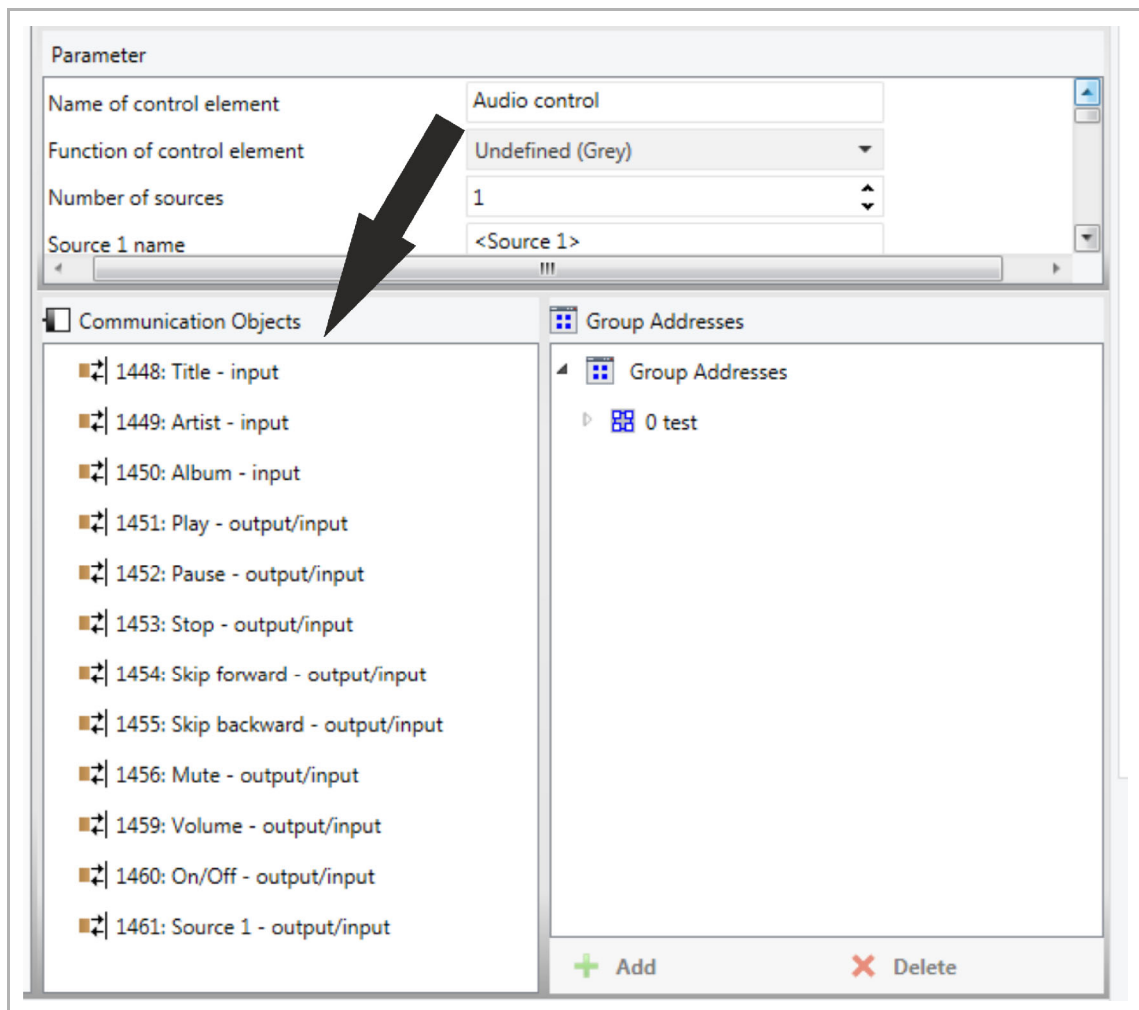 Parameter
Name of control element Audio control
Function of control element Undefined (Grey)
Number of sources 1
Source 1 name <Source 1>
Communication Objects
1448: Title - input
1449: Artist - input
1450: Album - input
1451: Play - output/input
1452: Pause - output/input
1453: Stop - output/input
1454: Skip forward - output/input
1455: Skip backward - output/input
1456: Mute - output/input
1459: Volume - output/input
1460: On/Off - output/input
1461: Source 1 - output/input
Group Addresses
Group Addresses
0 test
Add Delete